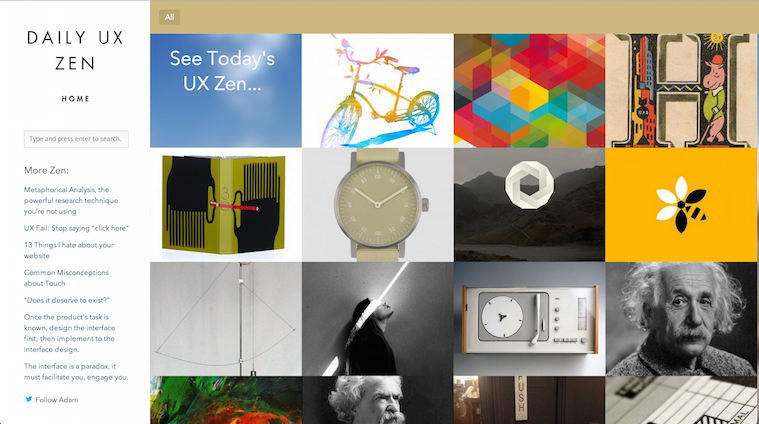 DAILY UX
ZEN
HOME
Type and press enter to search.
More Zen:
Metaphorical Analysis, the
powerful research technique
you're not using
UX Fail: Stop saying "click here"
13 Things I hate about your
website
Common Misconceptions
about Touch
"Does it deserve to exist?"
Once the product's task is
known, design the interface
first; then implement to the
interface design.
The interface is a paradox, it
must facilitate you, engage you,
Follow Adam
All
See Today's
UX Zen...
H
PUSH